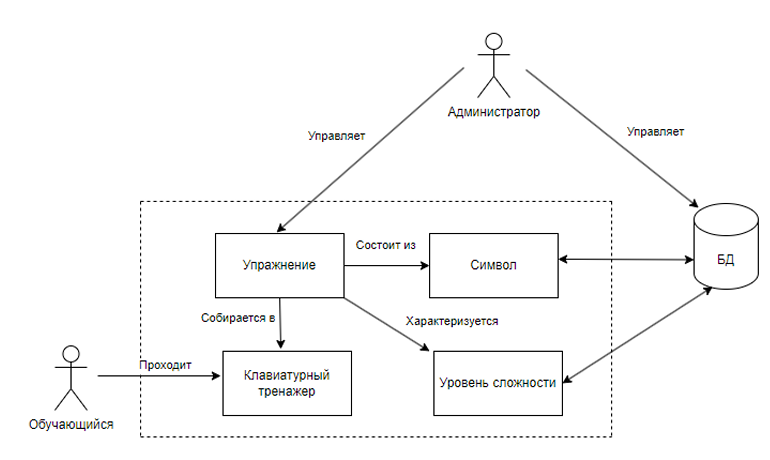 Администратор
Управляет
Управляет
Состоит из
Упражнение
Символ
БД
Собирается в
Характеризуется
Проходит
Клавиатурный
тренажер
Уровень сложности
Обучающийся